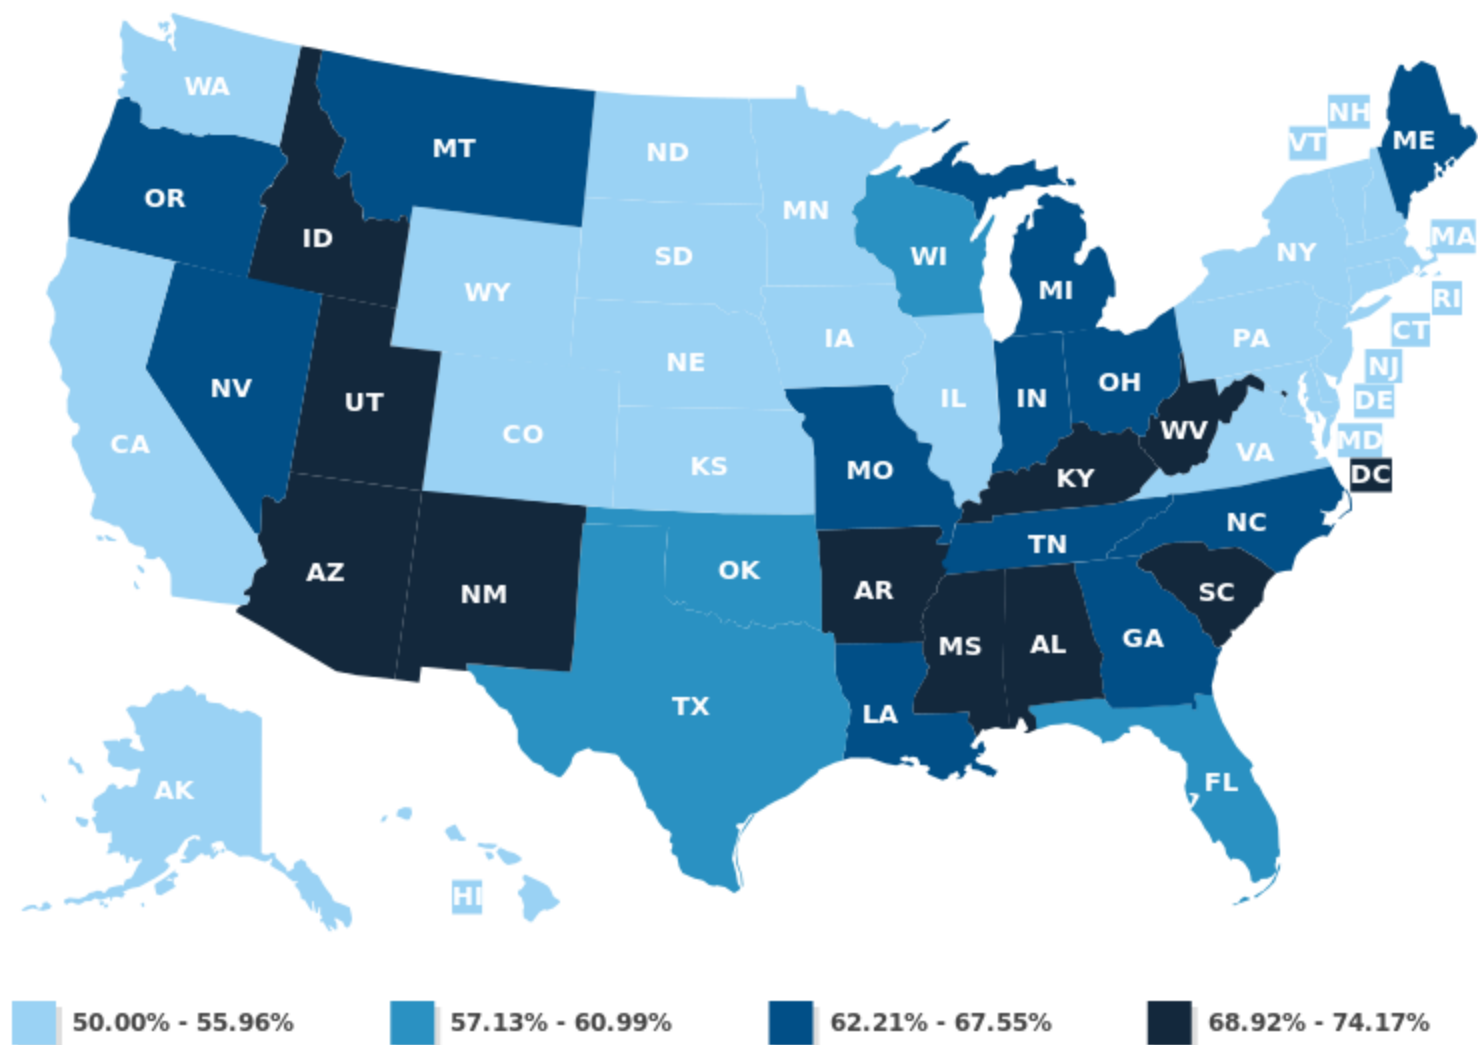 NH
WA
VT
ME
MT
ND
OR
MN
MA
ID
NY
SD
WI
WY
MI
RI
CT
IA
PA
NE
NJ
OH
NV
UT
IL
IN
DE
CO
WV
MD
CA
VA
KS
MO
KY
DC
NC
TN
OK
AZ
AR
SC
NM
GA
MS
AL
TX
LA
FL
AK
HI
50.00% - 55.96%
57.13% - 60.99%
62.21% - 67.55%
68.92% - 74.17%